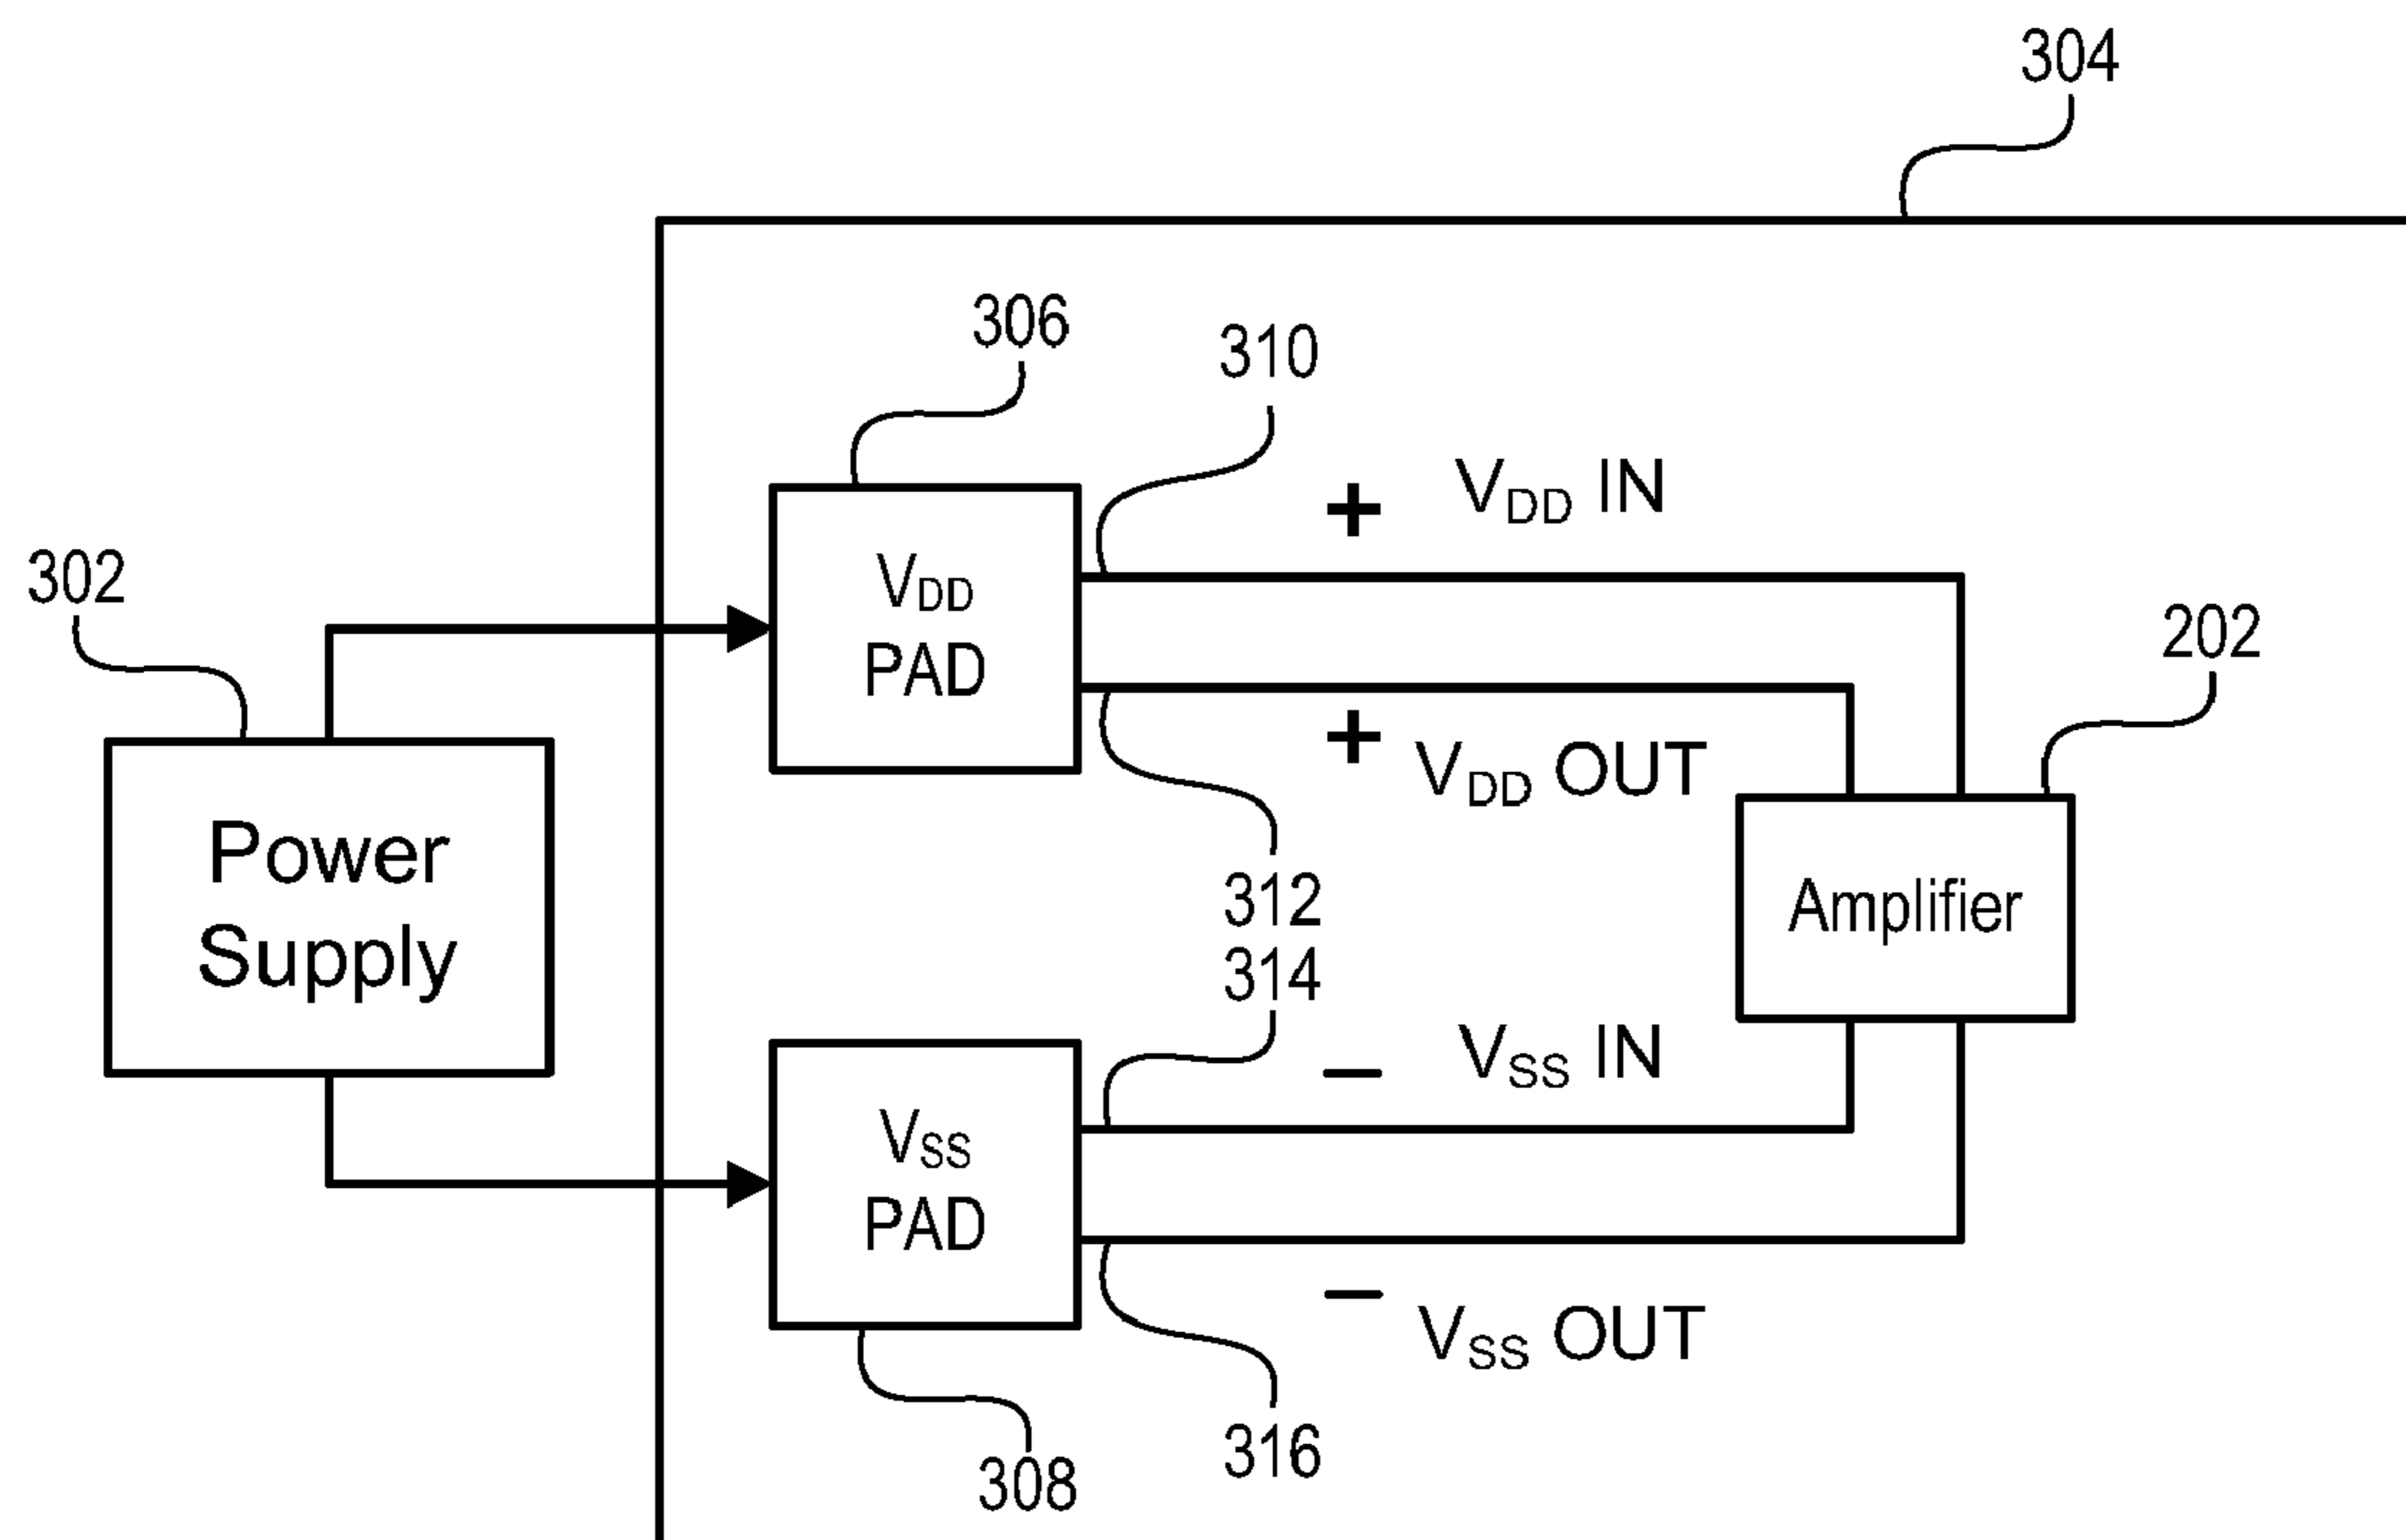 304
306
310
+ VDD IN
302
VDD
PAD
202
+ VDD OUT
Power
Supply
312
Amplifier
314
– VSS IN
VSS
PAD
– VSS OUT
316
308